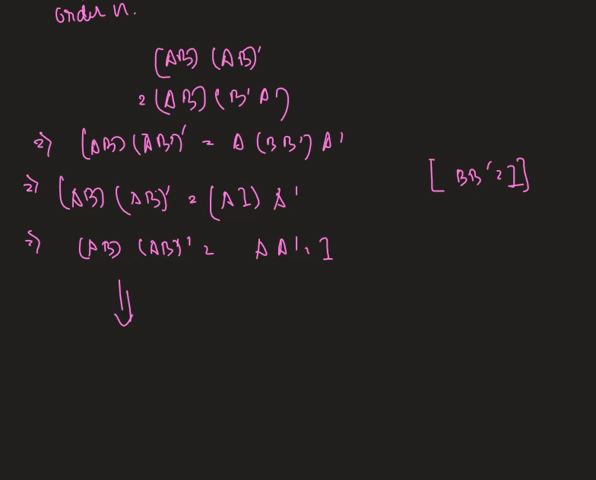 order n.
(AB) (AB)'
= (AB) (B' A')
=) (AB) (AB)' = A (BB') A'
=) (AB) (AB)' = (AI) A' [ BB' = I]
=) (AB) (AB)' = AA' = I
⇓